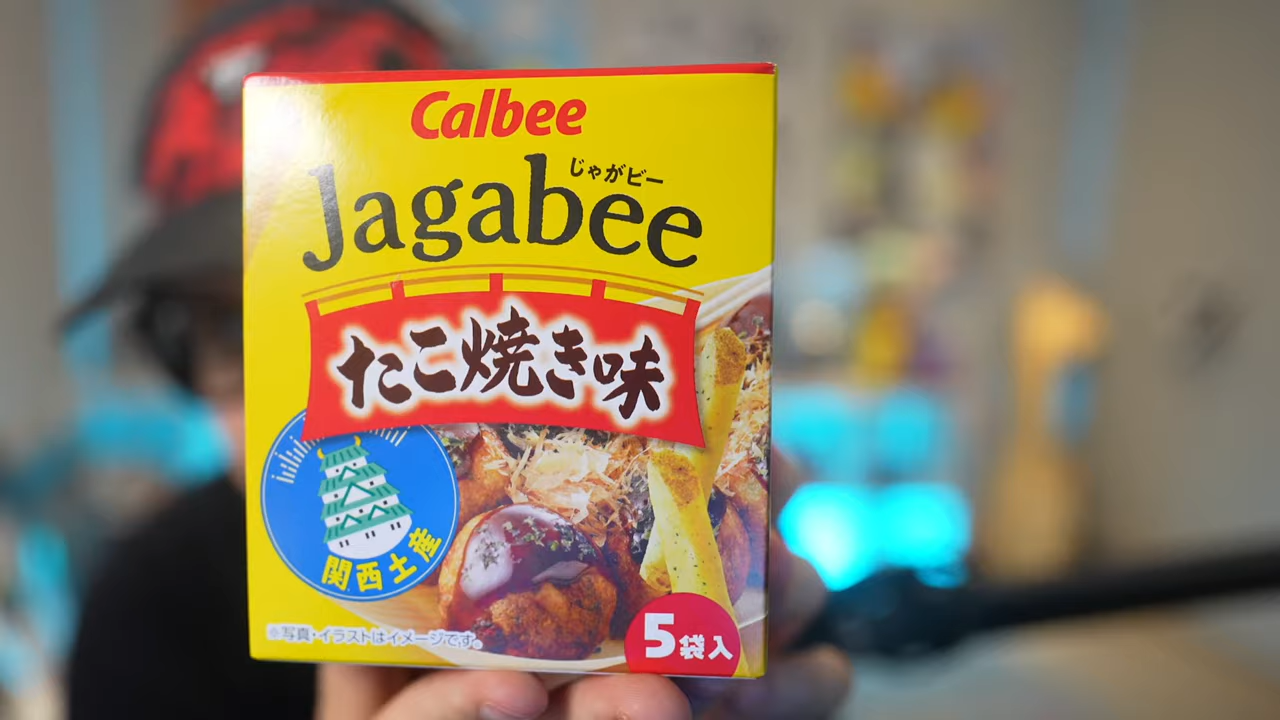 Calbee
じゃがビー
Jagabee
たこ焼き味
関西土産
※写真・イラストはイメージです。
5袋入